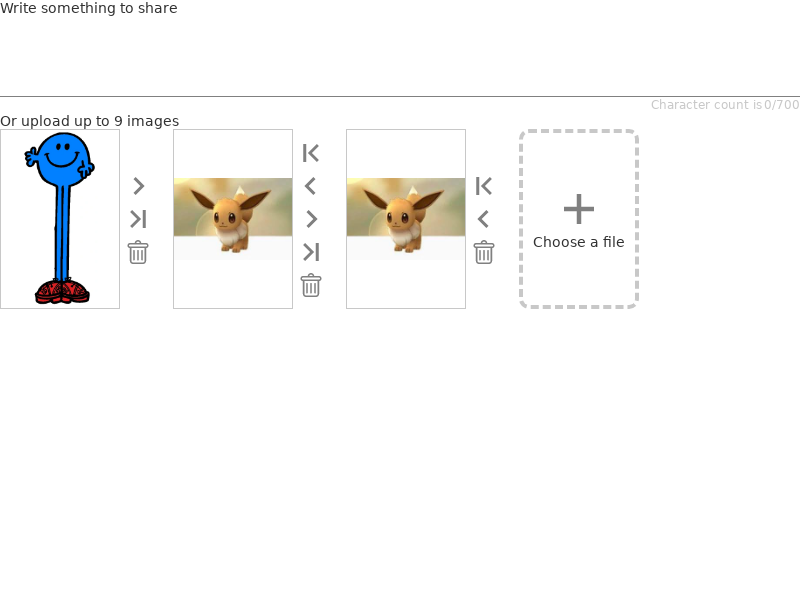 Write something to share
Character count is 0/700
Or upload up to 9 images
Choose a file